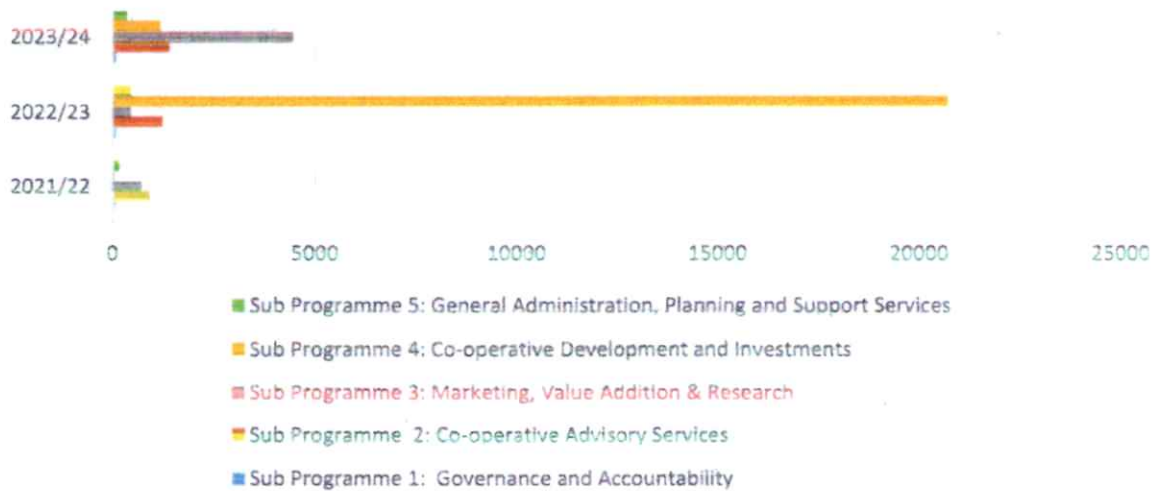 2023/24
2022/23
2021/22
0 5000 10000 15000 20000 25000
Sub Programme 5: General Administration, Planning and Support Services
Sub Programme 4: Co-operative Development and Investments
Sub Programme 3: Marketing, Value Addition & Research
Sub Programme 2: Co-operative Advisory Services
Sub Programme 1: Governance and Accountability